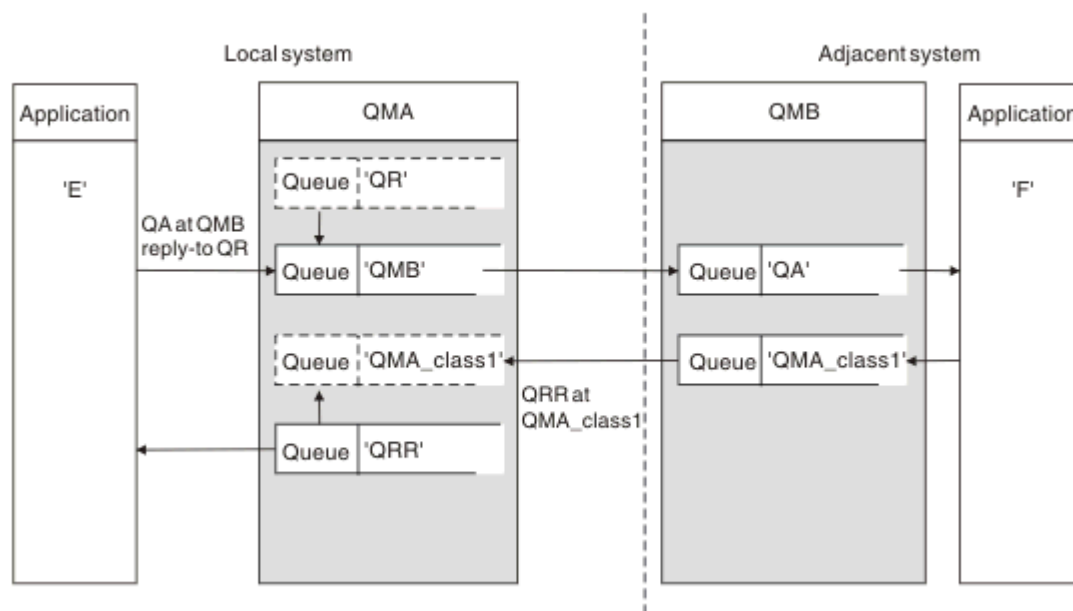 Local system
Adjacent system
Application
QMA
QMB
Application
'E'
Queue 'QR'
'F'
QA at QMB
reply-to QR
Queue 'QMB'
Queue 'QA'
Queue 'QMA_class1'
Queue 'QMA_class1'
QRR at
QMA_class1
Queue 'QRR'